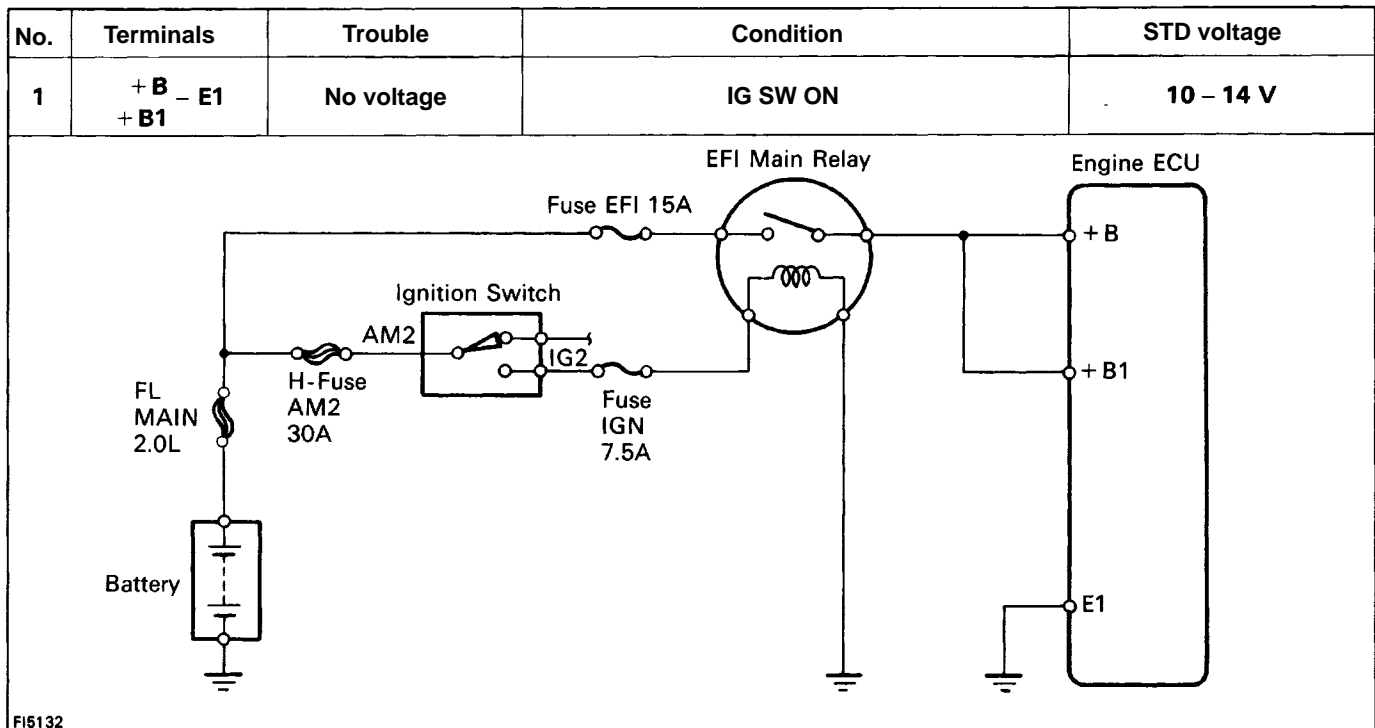 No. Terminals Trouble Condition STD voltage
1 +B +B1 – E1 No voltage IG SW ON 10 – 14 V
EFI Main Relay
Engine ECU
Fuse EFI 15A
+B
Ignition Switch
AM2
IG2
H-Fuse
AM2
30A
FL
MAIN
2.0L
Fuse
IGN
7.5A
+B1
Battery
E1
FI5132